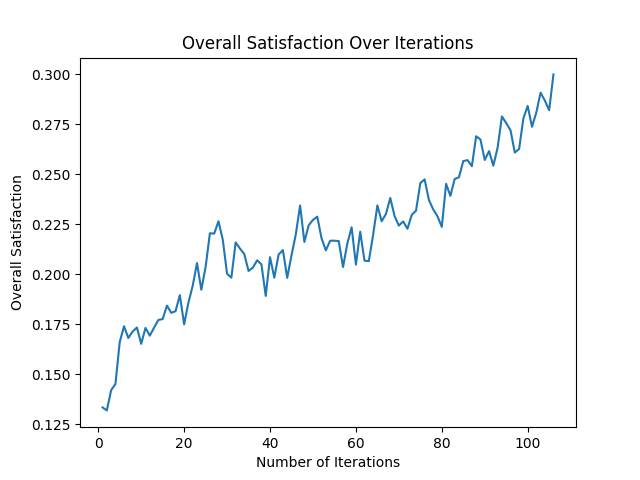 Overall Satisfaction Over Iterations
0.300
0.275
0.250
0.225
0.200
0.175
0.150
0.125
Overall Satisfaction
0 20 40 60 80 100
Number of Iterations